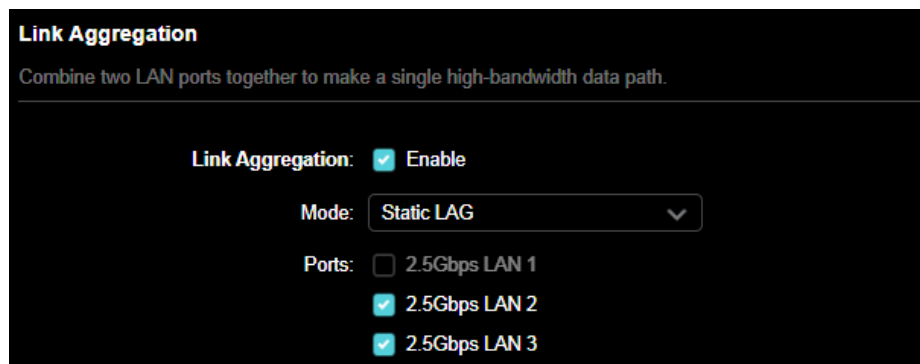 Link Aggregation
Combine two LAN ports together to make a single high-bandwidth data path.
Link Aggregation: Enable
Mode: Static LAG
Ports: 2.5Gbps LAN 1
2.5Gbps LAN 2
2.5Gbps LAN 3